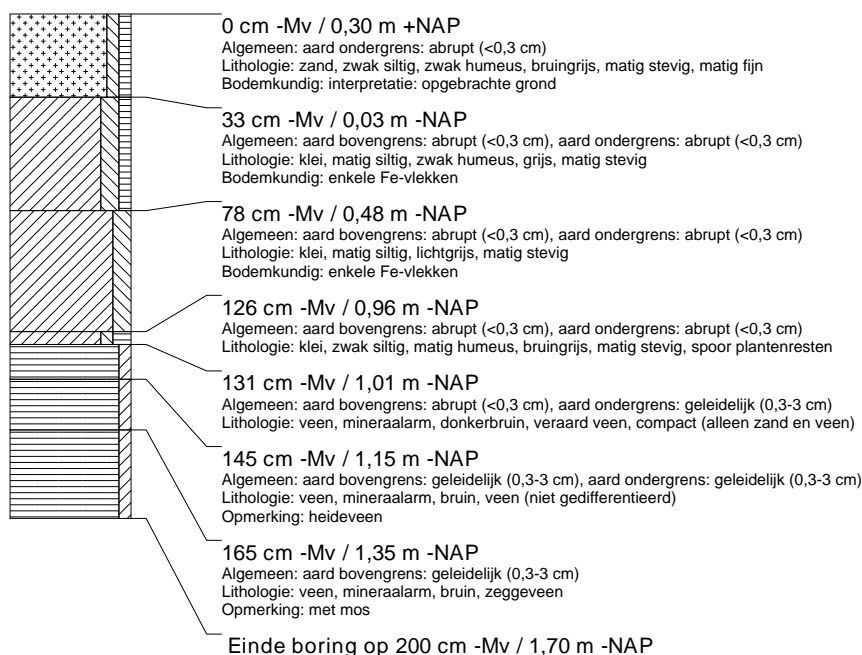 0 cm -Mv / 0,30 m +NAP
Algemeen: aard ondergrens: abrupt (<0,3 cm)
Lithologie: zand, zwak siltig, zwak humeus, bruingrijs, matig stevig, matig fijn
Bodemkundig: interpretatie: opgebrachte grond
33 cm -Mv / 0,03 m -NAP
Algemeen: aard bovengrens: abrupt (<0,3 cm), aard ondergrens: abrupt (<0,3 cm)
Lithologie: klei, matig siltig, zwak humeus, grijs, matig stevig
Bodemkundig: enkele Fe-vlekken
78 cm -Mv / 0,48 m -NAP
Algemeen: aard bovengrens: abrupt (<0,3 cm), aard ondergrens: abrupt (<0,3 cm)
Lithologie: klei, matig siltig, lichtgrijs, matig stevig
Bodemkundig: enkele Fe-vlekken
126 cm -Mv / 0,96 m -NAP
Algemeen: aard bovengrens: abrupt (<0,3 cm), aard ondergrens: abrupt (<0,3 cm)
Lithologie: klei, zwak siltig, matig humeus, bruingrijs, matig stevig, spoor plantenresten
131 cm -Mv / 1,01 m -NAP
Algemeen: aard bovengrens: abrupt (<0,3 cm), aard ondergrens: geleidelijk (0,3-3 cm)
Lithologie: veen, mineraalarm, donkerbruin, veraard veen, compact (alleen zand en veen)
145 cm -Mv / 1,15 m -NAP
Algemeen: aard bovengrens: geleidelijk (0,3-3 cm), aard ondergrens: geleidelijk (0,3-3 cm)
Lithologie: veen, mineraalarm, bruin, veen (niet gedifferentieerd)
Opmerking: heideveen
165 cm -Mv / 1,35 m -NAP
Algemeen: aard bovengrens: geleidelijk (0,3-3 cm)
Lithologie: veen, mineraalarm, bruin, zeggeveen
Opmerking: met mos
Einde boring op 200 cm -Mv / 1,70 m -NAP